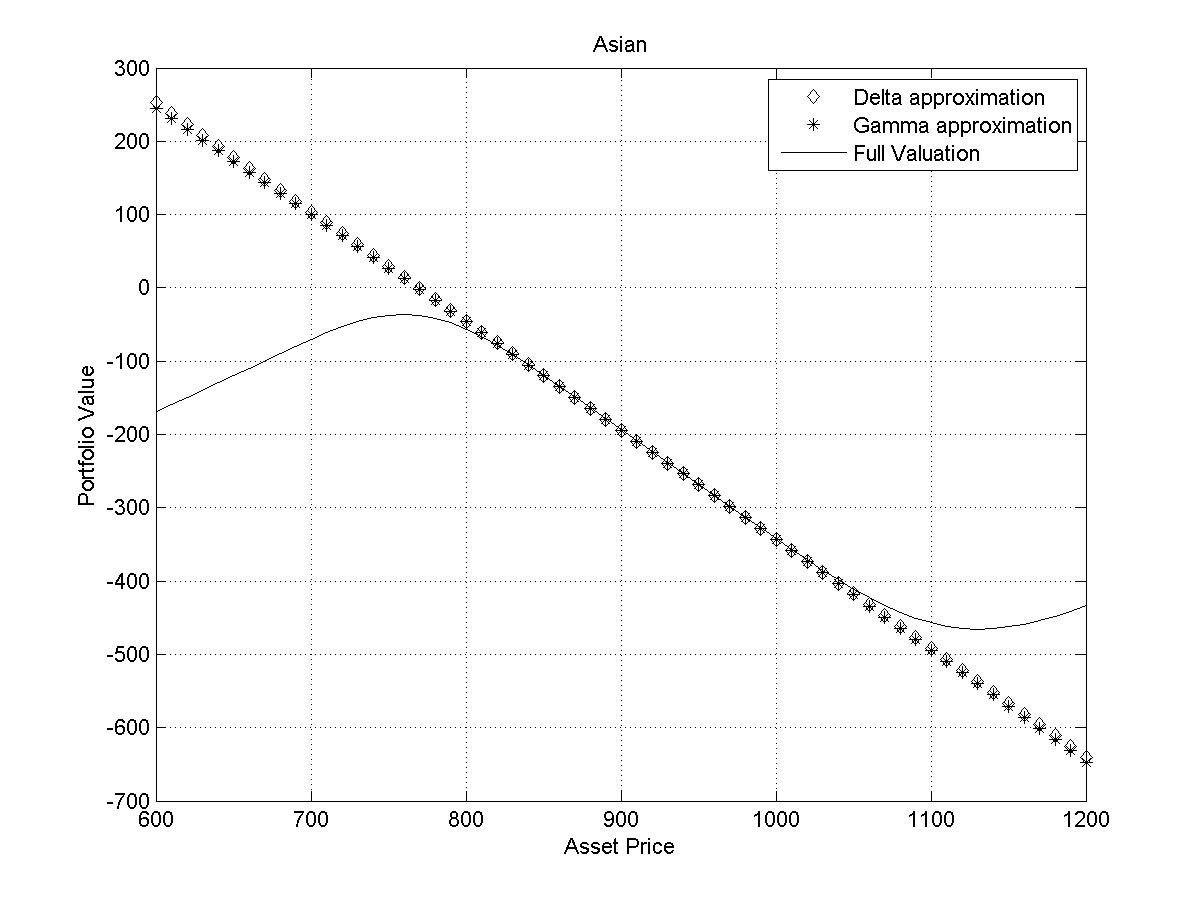 Asian
300
200
100
0
-100
-200
-300
-400
-500
-600
-700
Portfolio Value
Delta approximation
Gamma approximation
Full Valuation
600 700 800 900 1000 1100 1200
Asset Price